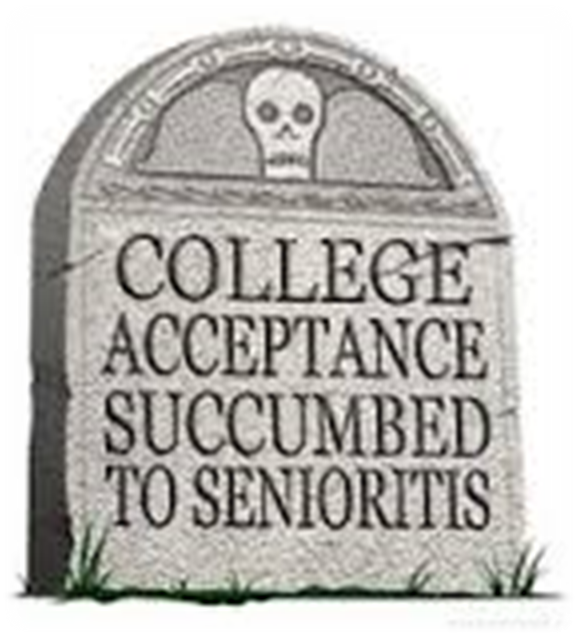 COLLEGE
ACCEPTANCE
SUCCUMBED
TO SENIORITIS